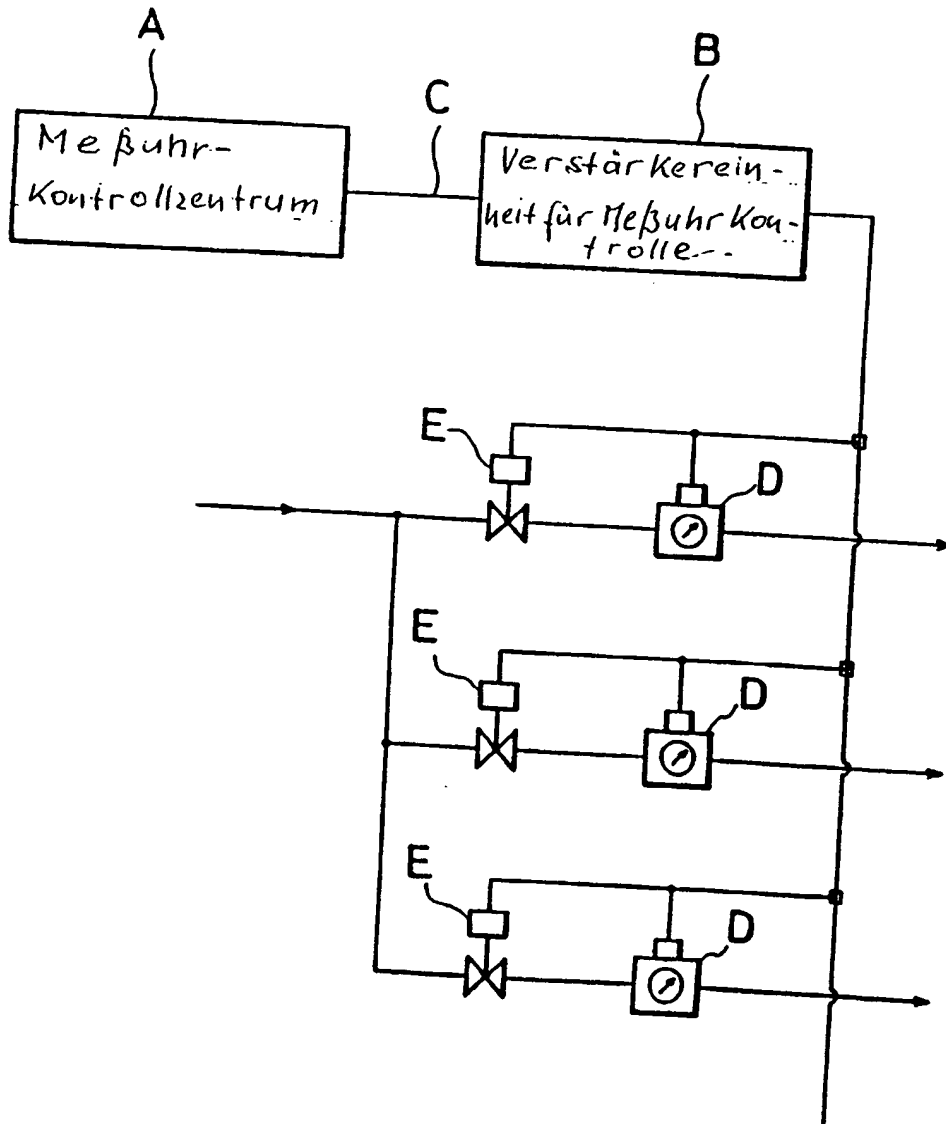 A
B
C
Meßuhr-
Kontrollzentrum
Verstärkerein-
heit für Meßuhr Kon-
trolle
E
D
E
D
E
D